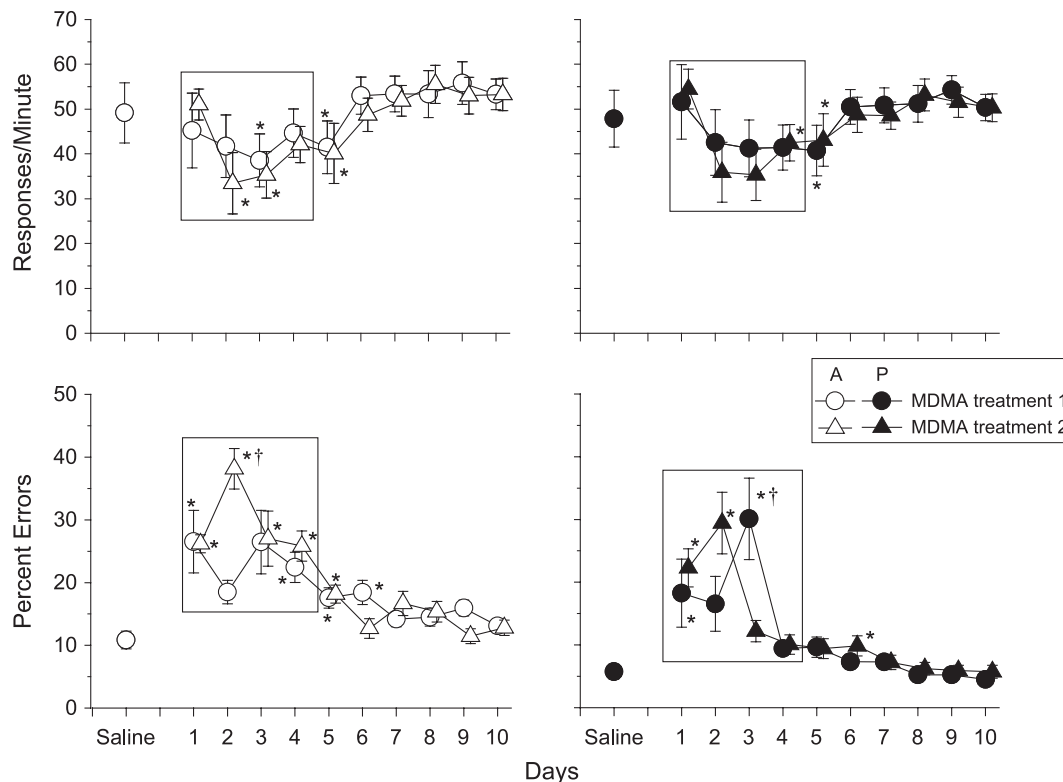 Responses/Minute
70
60
50
40
30
20
10
0
* * * * * *
* * *
A P
MDMA treatment 1
MDMA treatment 2
Percent Errors
50
40
30
20
10
0
* * *† * * * * * *
* * * *† *
Saline 1 2 3 4 5 6 7 8 9 10
Saline 1 2 3 4 5 6 7 8 9 10
Days